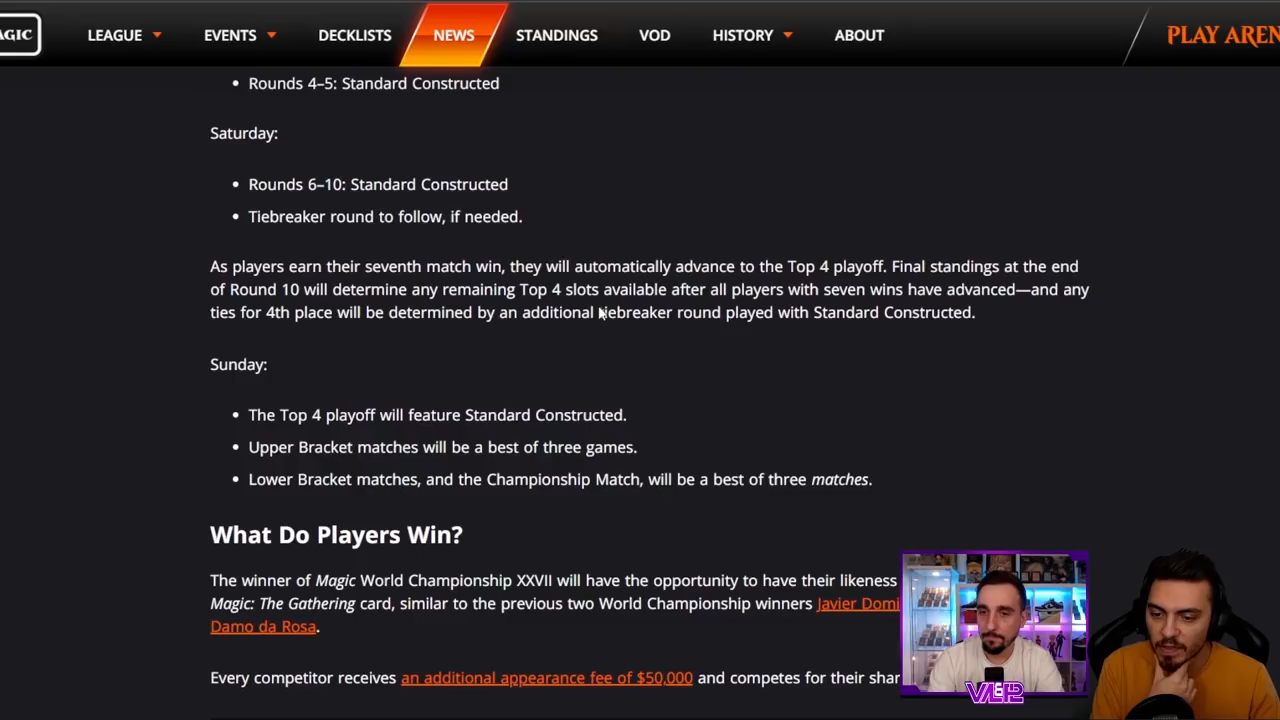 AGIC
LEAGUE EVENTS DECKLISTS NEWS STANDINGS VOD HISTORY ABOUT PLAY AREN
• Rounds 4–5: Standard Constructed
Saturday:
• Rounds 6–10: Standard Constructed
• Tiebreaker round to follow, if needed.
As players earn their seventh match win, they will automatically advance to the Top 4 playoff. Final standings at the end
of Round 10 will determine any remaining Top 4 slots available after all players with seven wins have advanced—and any
ties for 4th place will be determined by an additional tiebreaker round played with Standard Constructed.
Sunday:
• The Top 4 playoff will feature Standard Constructed.
• Upper Bracket matches will be a best of three games.
• Lower Bracket matches, and the Championship Match, will be a best of three matches.
What Do Players Win?
The winner of Magic World Championship XXVII will have the opportunity to have their likeness
Magic: The Gathering card, similar to the previous two World Championship winners Javier Domi
Damo da Rosa.
Every competitor receives an additional appearance fee of $50,000 and competes for their shar